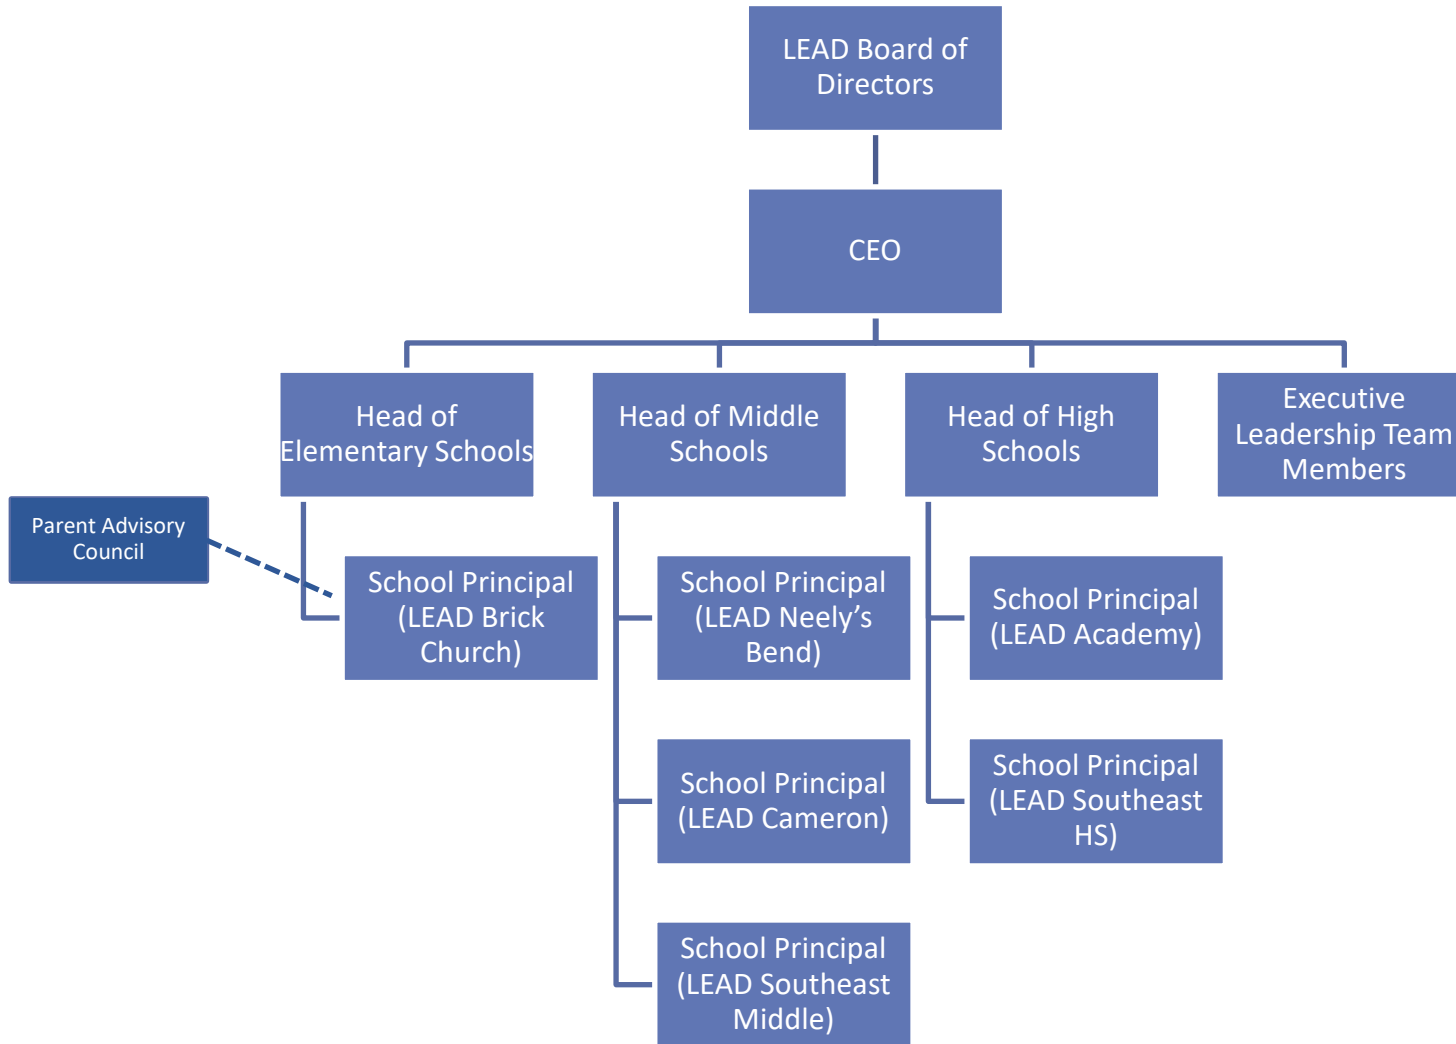 LEAD Board of
Directors
CEO
Head of
Elementary Schools
Head of Middle
Schools
Head of High
Schools
Executive
Leadership Team
Members
Parent Advisory
Council
School Principal
(LEAD Brick
Church)
School Principal
(LEAD Neely’s
Bend)
School Principal
(LEAD Academy)
School Principal
(LEAD Cameron)
School Principal
(LEAD Southeast
HS)
School Principal
(LEAD Southeast
Middle)